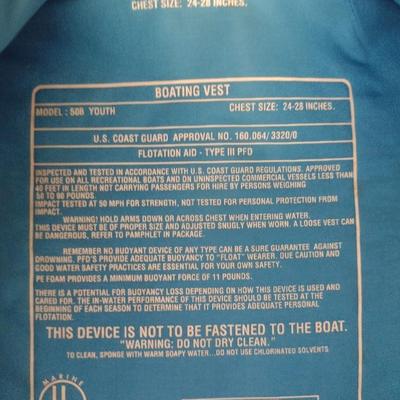 CHEST SIZE: 24-28 INCHES.
BOATING VEST
MODEL: 50B YOUTH CHEST SIZE: 24-28 INCHES.
U.S. COAST GUARD APPROVAL NO. 160.064/3320/0
FLOTATION AID - TYPE III PFD
INSPECTED AND TESTED IN ACCORDANCE WITH U.S. COAST GUARD REGULATIONS. APPROVED
FOR USE ON ALL RECREATIONAL BOATS AND ON UNINSPECTED COMMERCIAL VESSELS LESS THAN
40 FEET IN LENGTH NOT CARRYING PASSENGERS FOR HIRE BY PERSONS WEIGHING
50 TO 90 POUNDS.
IMPACT TESTED AT 50 MPH FOR STRENGTH, NOT TESTED FOR PERSONAL PROTECTION FROM
IMPACT.
WARNING! HOLD ARMS DOWN OR ACROSS CHEST WHEN ENTERING WATER.
THIS DEVICE MUST BE OF PROPER SIZE AND ADJUSTED SNUGLY WHEN WORN. A LOOSE VEST CAN
BE DANGEROUS, REFER TO PAMPHLET IN PACKAGE.
REMEMBER NO BUOYANT DEVICE OF ANY TYPE CAN BE A SURE GUARANTEE AGAINST
DROWNING. PFD'S PROVIDE ADEQUATE BUOYANCY TO "FLOAT" WEARER. DUE CAUTION AND
GOOD WATER SAFETY PRACTICES ARE ESSENTIAL FOR YOUR OWN SAFETY.
PE FOAM PROVIDES A MINIMUM BUOYANT FORCE OF 11 POUNDS.
THERE IS A POTENTIAL FOR BUOYANCY LOSS DEPENDING ON HOW THIS DEVICE IS USED AND
CARED FOR. THE IN-WATER PERFORMANCE OF THIS DEVICE SHOULD BE TESTED AT THE
BEGINNING OF EACH SEASON TO DETERMINE THAT IT PROVIDES ADEQUATE PERSONAL
FLOTATION.
THIS DEVICE IS NOT TO BE FASTENED TO THE BOAT.
"WARNING: DO NOT DRY CLEAN."
TO CLEAN, SPONGE WITH WARM SOAPY WATER...DO NOT USE CHLORINATED SOLVENTS
MARINE
UL